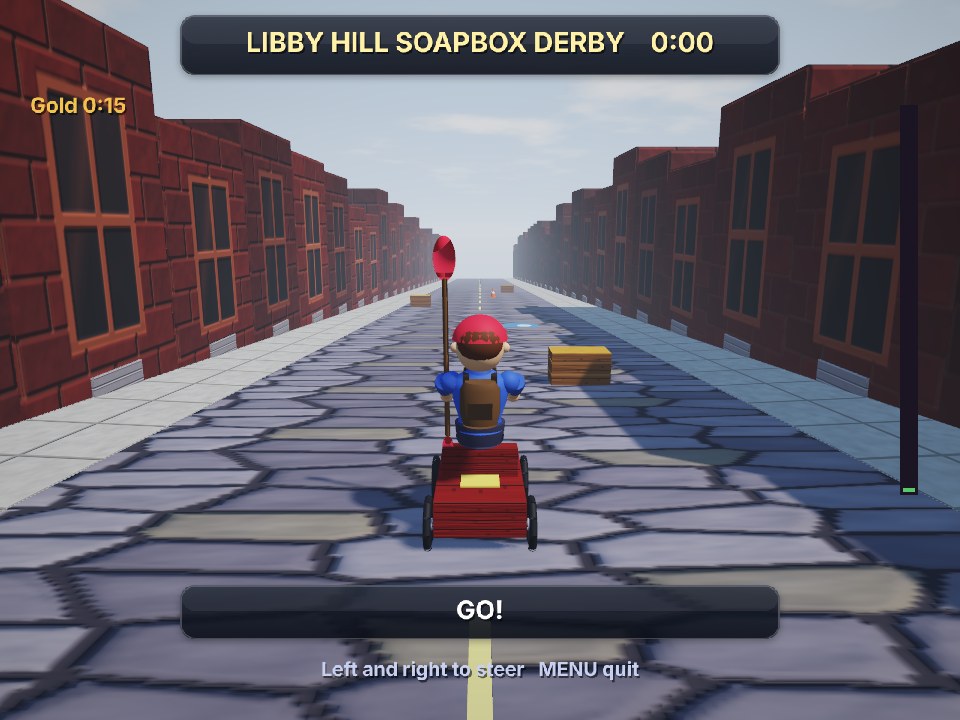 LIBBY HILL SOAPBOX DERBY 0:00
Gold 0:15
GO!
Left and right to steer MENU quit